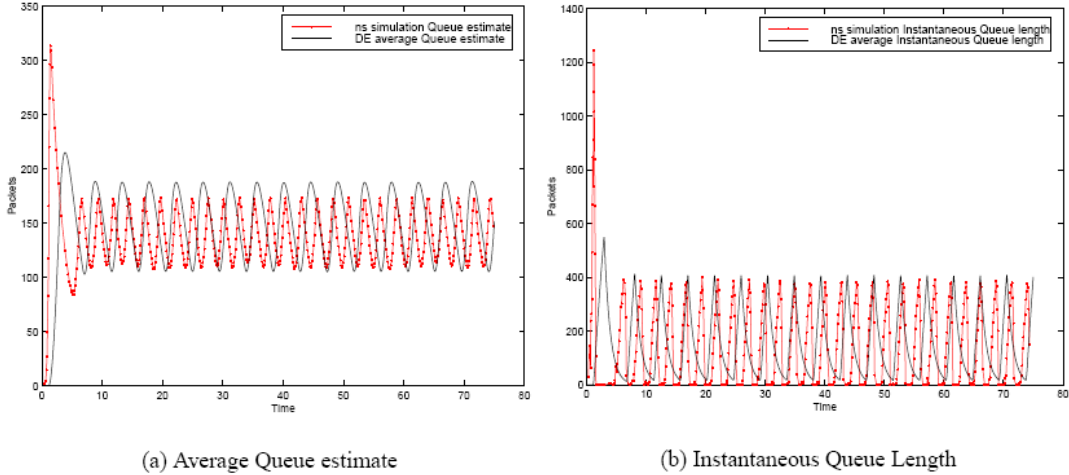 350
300
250
200
150
100
50
0
Packets
ns simulation Queue estimate
DE average Queue estimate
0 10 20 30 40 50 60 70 80
Time
(a) Average Queue estimate
1400
1200
1000
800
600
400
200
0
Packets
ns simulation Instantaneous Queue length
DE average Instantaneous Queue length
0 10 20 30 40 50 60 70 80
Time
(b) Instantaneous Queue Length